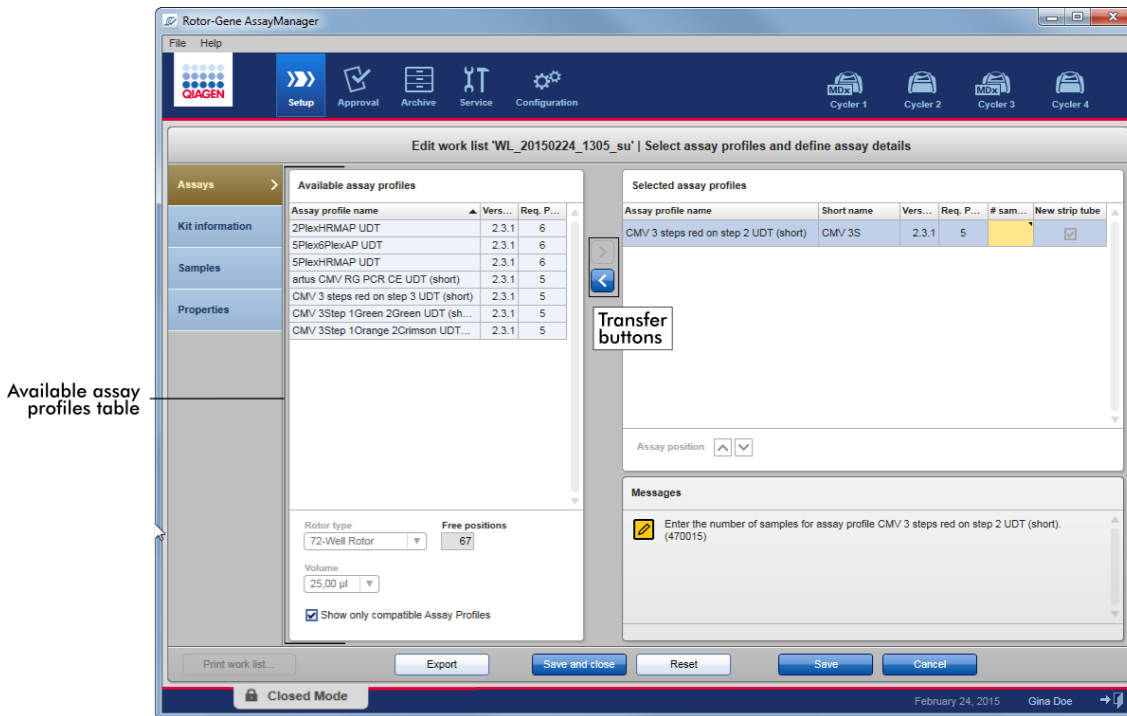 Rotor-Gene AssayManager
File Help
QIAGEN
Setup Approval Archive Service Configuration
MDx Cycler 1 Cycler 2 MDx Cycler 3 Cycler 4
Edit work list 'WL_20150224_1305_su' | Select assay profiles and define assay details
Assays
Kit information
Samples
Properties
Available assay profiles
Assay profile name Vers... Req. P...
2PlexHRMAP UDT 2.3.1 6
5Plex6PlexAP UDT 2.3.1 6
5PlexHRMAP UDT 2.3.1 6
artus CMV RG PCR CE UDT (short) 2.3.1 5
CMV 3 steps red on step 3 UDT (short) 2.3.1 5
CMV 3Step 1Green 2Green UDT (sh... 2.3.1 5
CMV 3Step 1Orange 2Crimson UDT... 2.3.1 5
Rotor type Free positions
72-Well Rotor 67
Volume
25,00 µl
Show only compatible Assay Profiles
Transfer
buttons
Available assay
profiles table
Selected assay profiles
Assay profile name Short name Vers... Req. P... # sam... New strip tube
CMV 3 steps red on step 2 UDT (short) CMV 3S 2.3.1 5
Assay position
Messages
Enter the number of samples for assay profile CMV 3 steps red on step 2 UDT (short).
(470015)
Print work list... Export Save and close Reset Save Cancel
Closed Mode
February 24, 2015 Gina Doe